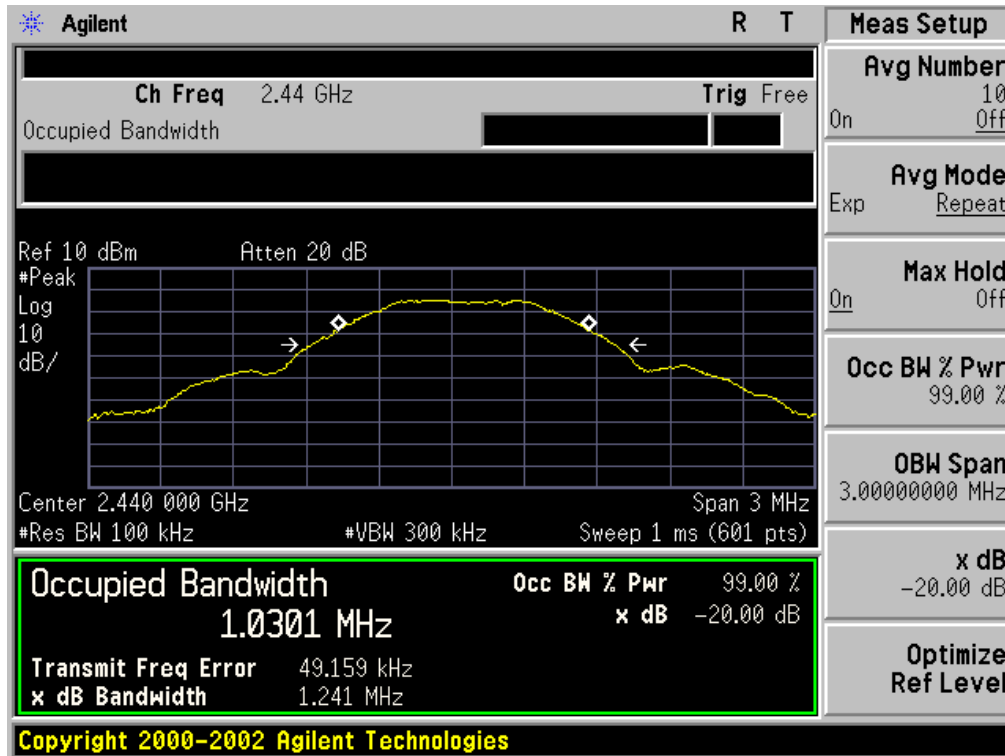 Agilent R T
Ch Freq 2.44 GHz Trig Free
Occupied Bandwidth
Ref 10 dBm Atten 20 dB
#Peak
Log
10
dB/
Center 2.440 000 GHz Span 3 MHz
#Res BW 100 kHz #VBW 300 kHz Sweep 1 ms (601 pts)
Occupied Bandwidth
1.0301 MHz
Occ BW % Pwr 99.00 %
x dB -20.00 dB
Transmit Freq Error 49.159 kHz
x dB Bandwidth 1.241 MHz
Copyright 2000-2002 Agilent Technologies
Meas Setup
Avg Number
10
On Off
Avg Mode
Exp Repeat
Max Hold
On Off
Occ BW % Pwr
99.00 %
OBW Span
3.00000000 MHz
x dB
-20.00 dB
Optimize
Ref Level